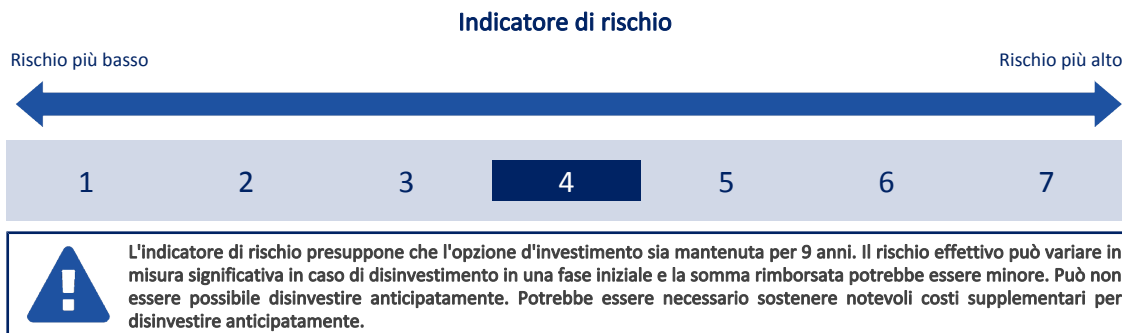 Indicatore di rischio
Rischio più basso
Rischio più alto
1 2 3 4 5 6 7
L'indicatore di rischio presuppone che l'opzione d'investimento sia mantenuta per 9 anni. Il rischio effettivo può variare in
misura significativa in caso di disinvestimento in una fase iniziale e la somma rimborsata potrebbe essere minore. Può non
essere possibile disinvestire anticipatamente. Potrebbe essere necessario sostenere notevoli costi supplementari per
disinvestire anticipatamente.